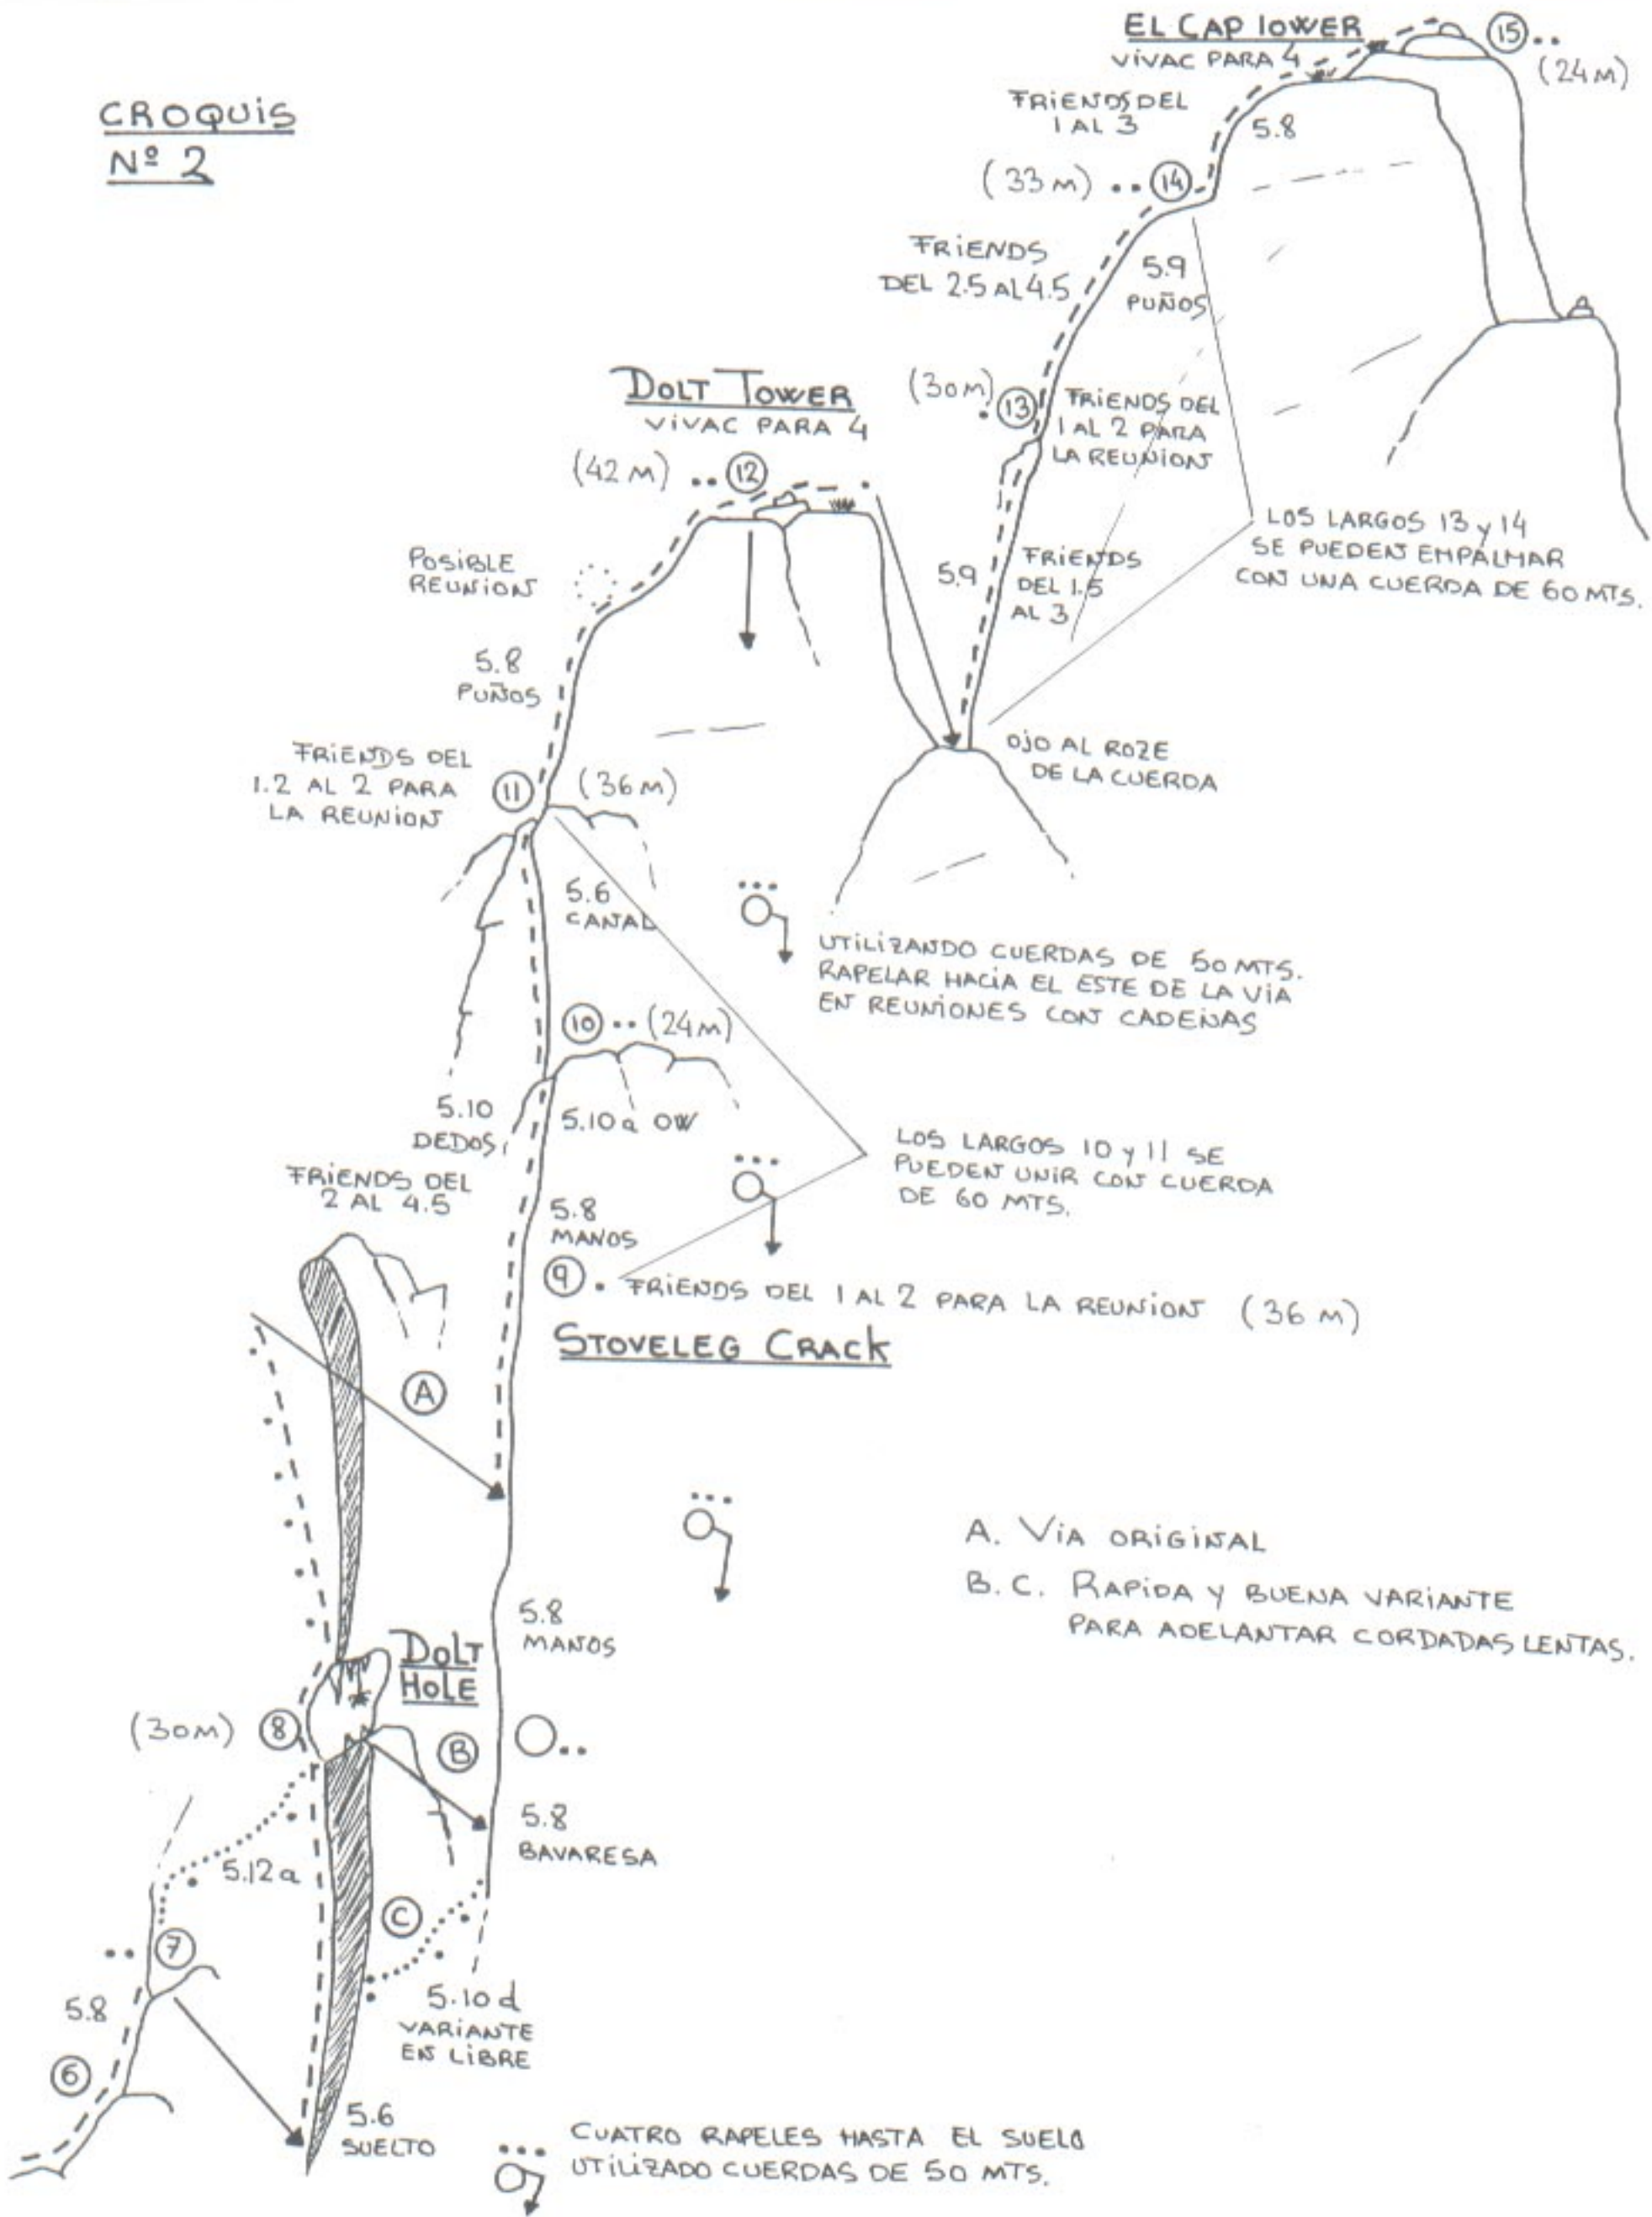 CROQUIS
Nº 2
EL CAP lOWER
VIVAC PARA 4
15
(24M)
FRIENDS DEL
1 AL 3
5.8
(33M)
14
FRIENDS
DEL 2.5 AL 4.5
5.9
PUÑOS
DOLT TOWER
VIVAC PARA 4
(30M)
13
FRIENDS DEL
1 AL 2 PARA
LA REUNION
(42 M)
12
LOS LARGOS 13 y 14
SE PUEDEN EMPALMAR
CON UNA CUERDA DE 60 MTS.
POSIBLE
REUNION
5.9
FRIENDS
DEL 1.5
AL 3
5.8
PUÑOS
OJO AL ROZE
DE LA CUERDA
FRIENDS DEL
1.2 AL 2 PARA
LA REUNION
11
(36M)
5.6
CANAL
UTILIZANDO CUERDAS DE 50 MTS.
RAPELAR HACIA EL ESTE DE LA VIA
EN REUNIONES CON CADENAS
10
(24M)
5.10
DEDOS
5.10a OW
LOS LARGOS 10 y 11 SE
PUEDEN UNIR CON CUERDA
DE 60 MTS.
FRIENDS DEL
2 AL 4.5
5.8
MANOS
9
FRIENDS DEL 1 AL 2 PARA LA REUNION (36 M)
STOVELEG CRACK
A
A. VIA ORIGINAL
B. C. RAPIDA Y BUENA VARIANTE
PARA ADELANTAR CORDADAS LENTAS.
5.8
MANOS
DOLT
HOLE
(30M)
8
B
5.8
BAVARESA
5.12a
C
7
5.10d
VARIANTE
EN LIBRE
5.8
6
5.6
SUELTO
CUATRO RAPELES HASTA EL SUELO
UTILIZADO CUERDAS DE 50 MTS.